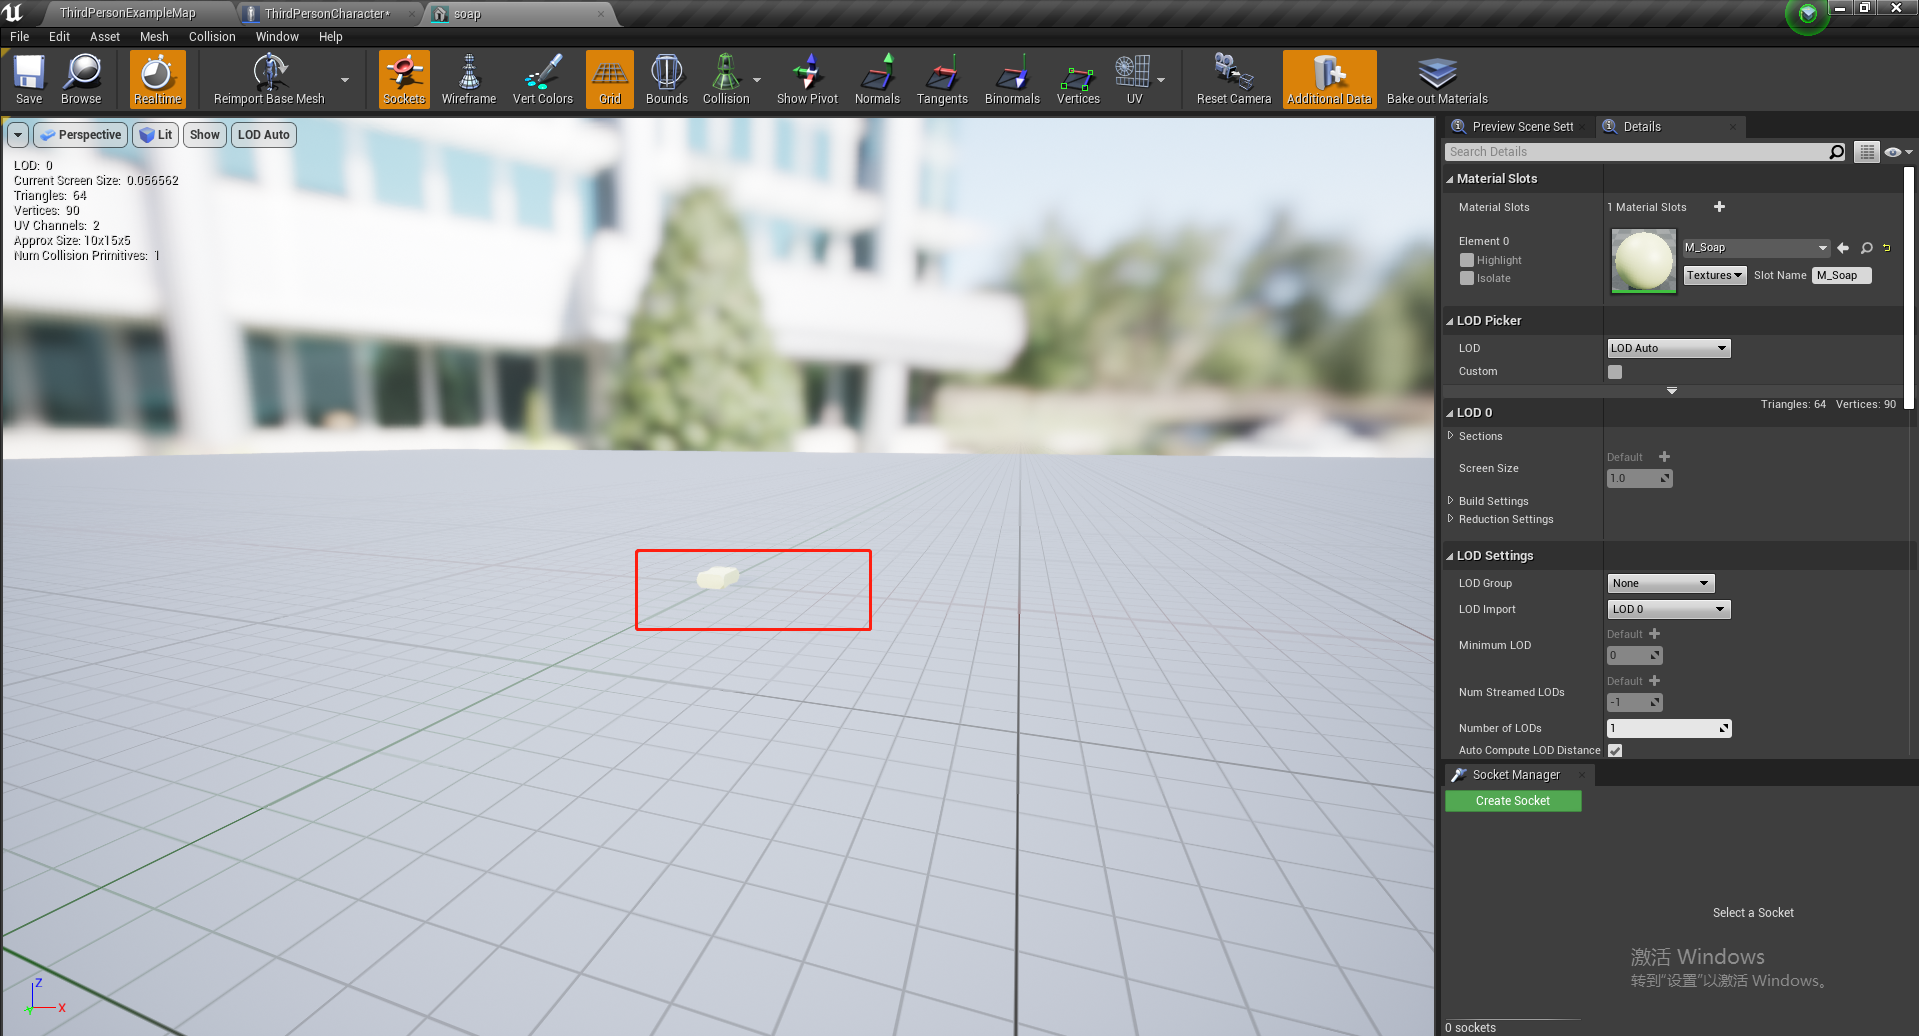 ThirdPersonExampleMap
ThirdPersonCharacter*
soap
File Edit Asset Mesh Collision Window Help
Save Browse Realtime Reimport Base Mesh Sockets Wireframe Vert Colors Grid Bounds Collision Show Pivot Normals Tangents Binormals Vertices UV Reset Camera Additional Data Bake out Materials
Perspective Lit Show LOD Auto
LOD: 0
Current Screen Size: 0.056562
Triangles: 64
Vertices: 90
UV Channels: 2
Approx Size: 10x15x5
Num Collision Primitives: 1
Z
X
Preview Scene Sett
Details
Search Details
Material Slots
Material Slots 1 Material Slots
Element 0
Highlight
Isolate
M_Soap
Textures Slot Name M_Soap
LOD Picker
LOD LOD Auto
Custom
LOD 0 Triangles: 64 Vertices: 90
Sections
Screen Size Default
1.0
Build Settings
Reduction Settings
LOD Settings
LOD Group None
LOD Import LOD 0
Minimum LOD Default
0
Num Streamed LODs Default
-1
Number of LODs 1
Auto Compute LOD Distance
Socket Manager
Create Socket
Select a Socket
激活 Windows
转到“设置”以激活 Windows。
0 sockets